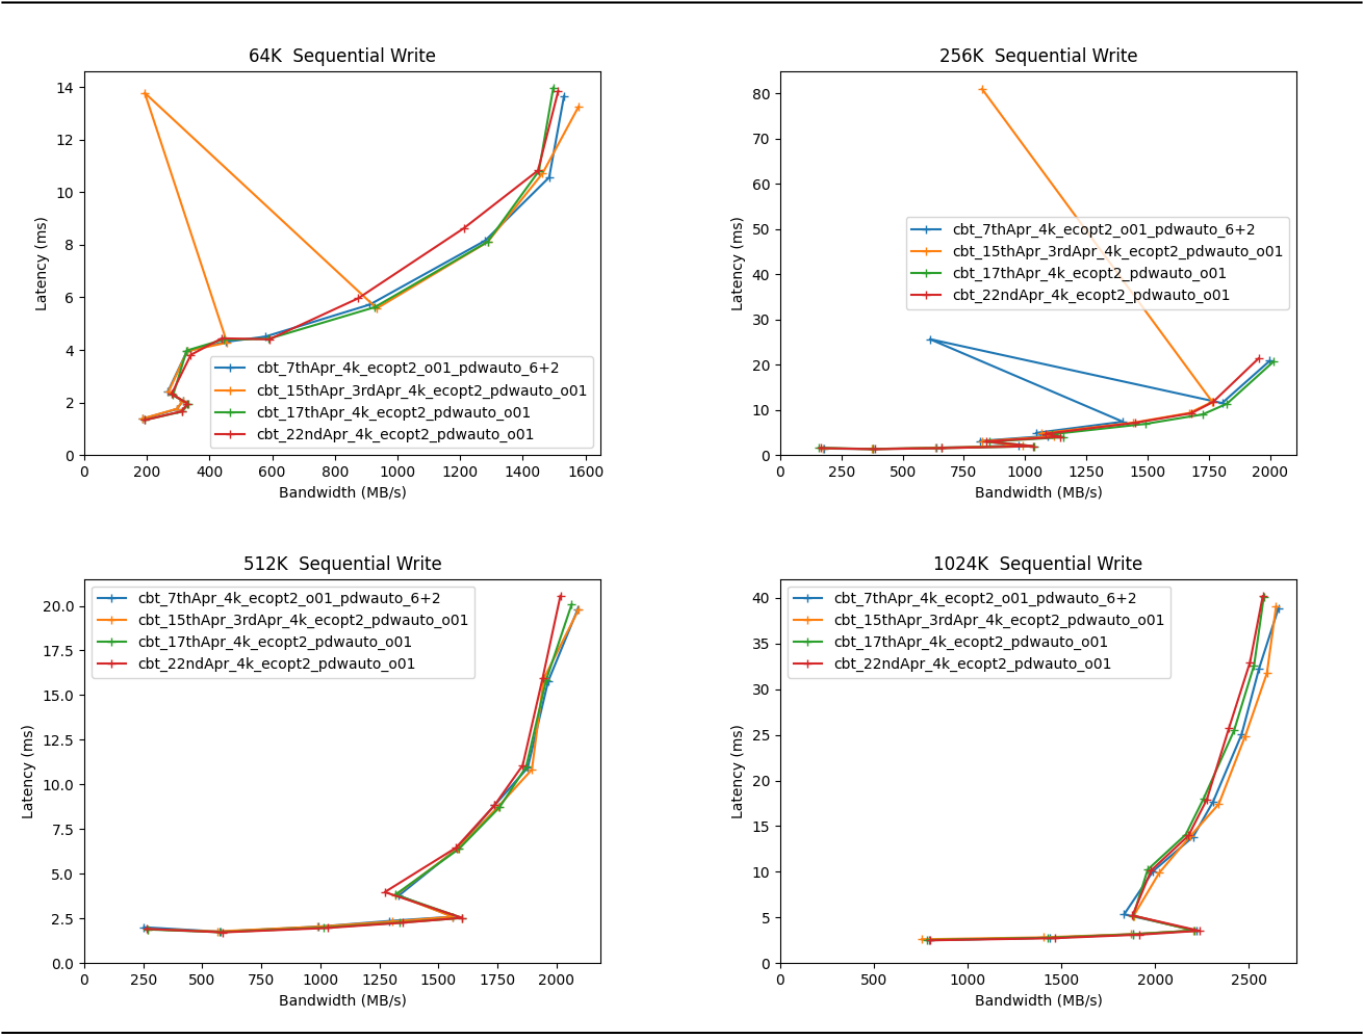 64K  Sequential Write
14
12
10
8
6
4
2
0
Latency (ms)
cbt_7thApr_4k_ecopt2_o01_pdwauto_6+2
cbt_15thApr_3rdApr_4k_ecopt2_pdwauto_o01
cbt_17thApr_4k_ecopt2_pdwauto_o01
cbt_22ndApr_4k_ecopt2_pdwauto_o01
0 200 400 600 800 1000 1200 1400 1600
Bandwidth (MB/s)
256K  Sequential Write
80
70
60
50
40
30
20
10
0
Latency (ms)
cbt_7thApr_4k_ecopt2_o01_pdwauto_6+2
cbt_15thApr_3rdApr_4k_ecopt2_pdwauto_o01
cbt_17thApr_4k_ecopt2_pdwauto_o01
cbt_22ndApr_4k_ecopt2_pdwauto_o01
0 250 500 750 1000 1250 1500 1750 2000
Bandwidth (MB/s)
512K  Sequential Write
20.0
17.5
15.0
12.5
10.0
7.5
5.0
2.5
0.0
Latency (ms)
cbt_7thApr_4k_ecopt2_o01_pdwauto_6+2
cbt_15thApr_3rdApr_4k_ecopt2_pdwauto_o01
cbt_17thApr_4k_ecopt2_pdwauto_o01
cbt_22ndApr_4k_ecopt2_pdwauto_o01
0 250 500 750 1000 1250 1500 1750 2000
Bandwidth (MB/s)
1024K  Sequential Write
40
35
30
25
20
15
10
5
0
Latency (ms)
cbt_7thApr_4k_ecopt2_o01_pdwauto_6+2
cbt_15thApr_3rdApr_4k_ecopt2_pdwauto_o01
cbt_17thApr_4k_ecopt2_pdwauto_o01
cbt_22ndApr_4k_ecopt2_pdwauto_o01
0 500 1000 1500 2000 2500
Bandwidth (MB/s)